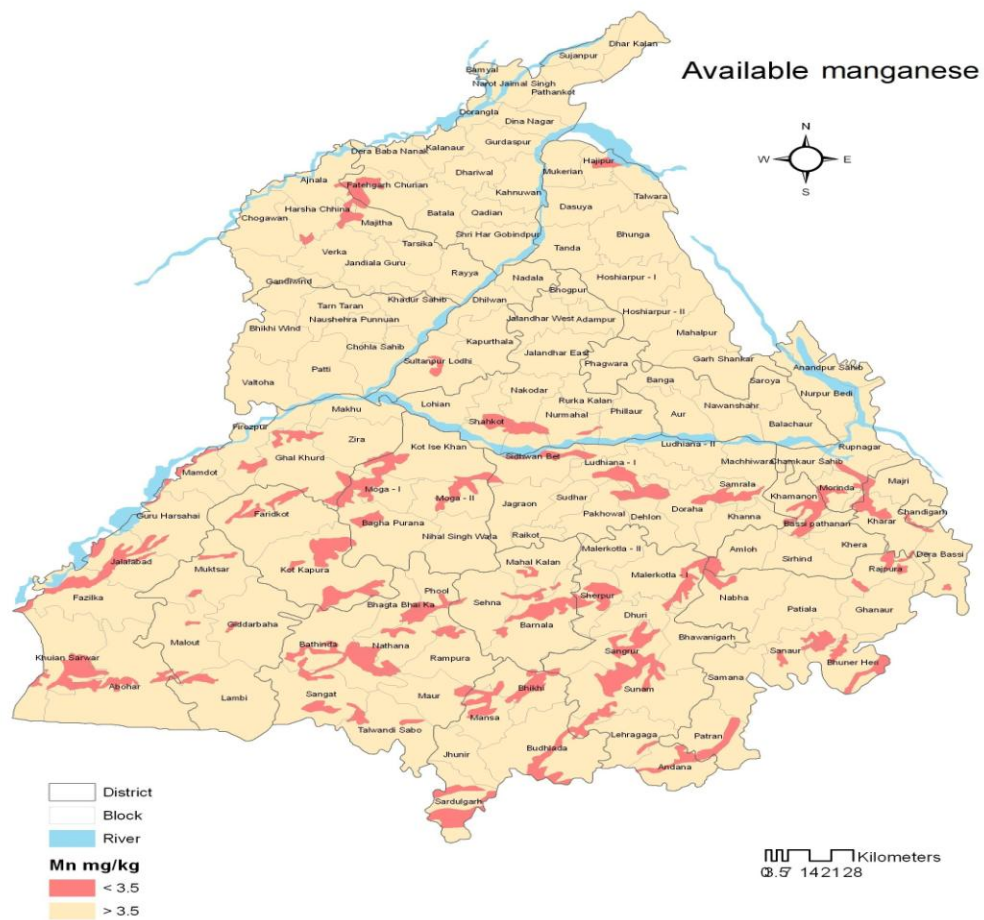 Available manganese
N
W E
S
Dhar Kalan
Sujanpur
Bamyal
Narot Jaimal Singh
Pathankot
Dorangla
Dina Nagar
Gurdaspur
Dera Baba Nanak
Kalanaur
Hajipur
Mukerian
Dhariwal
Ajnala
Fatehgarh Churian
Kahnuwan
Talwara
Dasuya
Harsha Chhina
Chogawan
Majitha
Batala
Qadian
Shri Har Gobindpur
Bhunga
Tarsika
Tanda
Verka
Jandiala Guru
Rayya
Nadala
Hoshiarpur - I
Gandiwind
Bhogpur
Khadur Sahib
Dhilwan
Tarn Taran
Naushehra Punnuan
Jalandhar West
Adampur
Hoshiarpur - II
Bhikhi Wind
Mahalpur
Kapurthala
Chohla Sahib
Jalandhar East
Sultanpur Lodhi
Phagwara
Garh Shankar
Patti
Anandpur Sahib
Valtoha
Banga
Saroya
Nakodar
Nurpur Bedi
Lohian
Rurka Kalan
Nawanshahr
Makhu
Nurmahal
Phillaur
Aur
Shahkot
Balachaur
Firozpur
Zira
Kot Ise Khan
Ludhiana - II
Rupnagar
Ghal Khurd
Sidhwan Bet
Ludhiana - I
Machhiwara
Chamkaur Sahib
Mamdot
Majri
Moga - I
Samrala
Morinda
Moga - II
Jagraon
Sudhar
Khamanon
Guru Harsahai
Faridkot
Pakhowal
Dehlon
Doraha
Khanna
Bassi pathanan
Kharar
Chandigarh
Bagha Purana
Nihal Singh Wala
Raikot
Malerkotla - II
Amloh
Sirhind
Khera
Dera Bassi
Jalalabad
Muktsar
Kot Kapura
Mahal Kalan
Malerkotla - I
Rajpura
Fazilka
Phool
Sehna
Sherpur
Nabha
Patiala
Ghanaur
Bhagta Bhai Ka
Giddarbaha
Barnala
Dhuri
Malout
Bathinda
Nathana
Bhawanigarh
Sanaur
Khuian Sarwar
Rampura
Sangrur
Bhuner Heri
Abohar
Lambi
Sangat
Maur
Bhikhi
Sunam
Samana
Talwandi Sabo
Mansa
Lehragaga
Patran
Jhunir
Budhlada
Andana
Sardulgarh
District
Block
River
Mn mg/kg
< 3.5
> 3.5
Kilometers
03.57 14 21 28